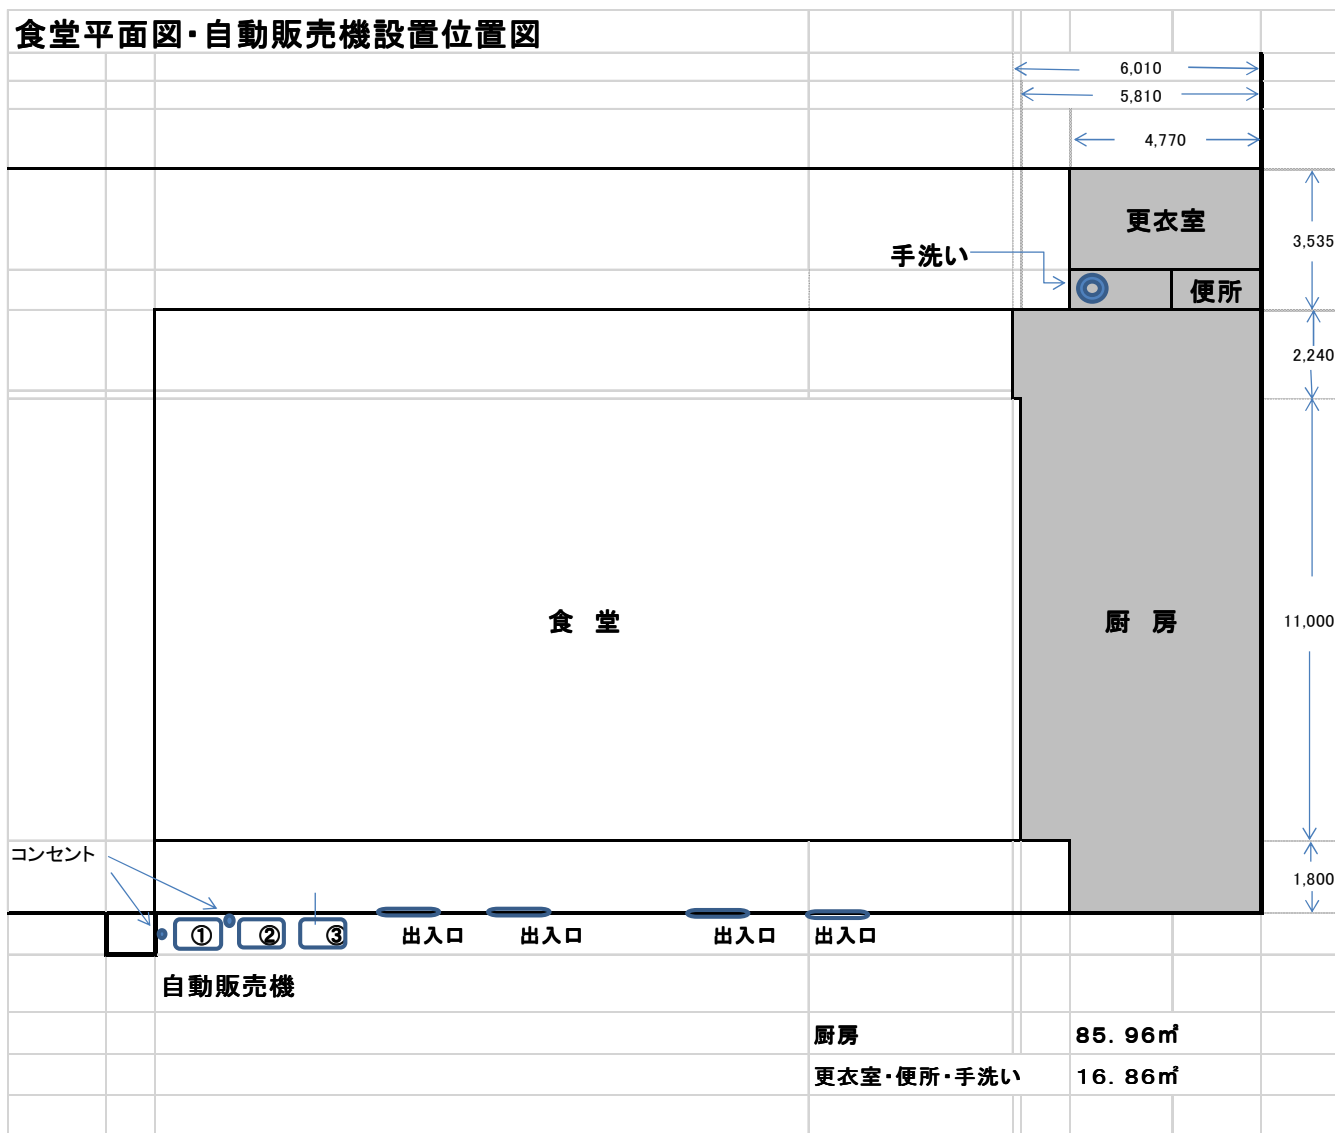 食堂平面図・自動販売機設置位置図
6,010
5,810
4,770
更衣室
3,535
手洗い
便所
2,240
食 堂
厨 房
11,000
コンセント
1,800
① ② ③ 出入口 出入口 出入口 出入口
自動販売機
厨房 85.96㎡
更衣室・便所・手洗い 16.86㎡